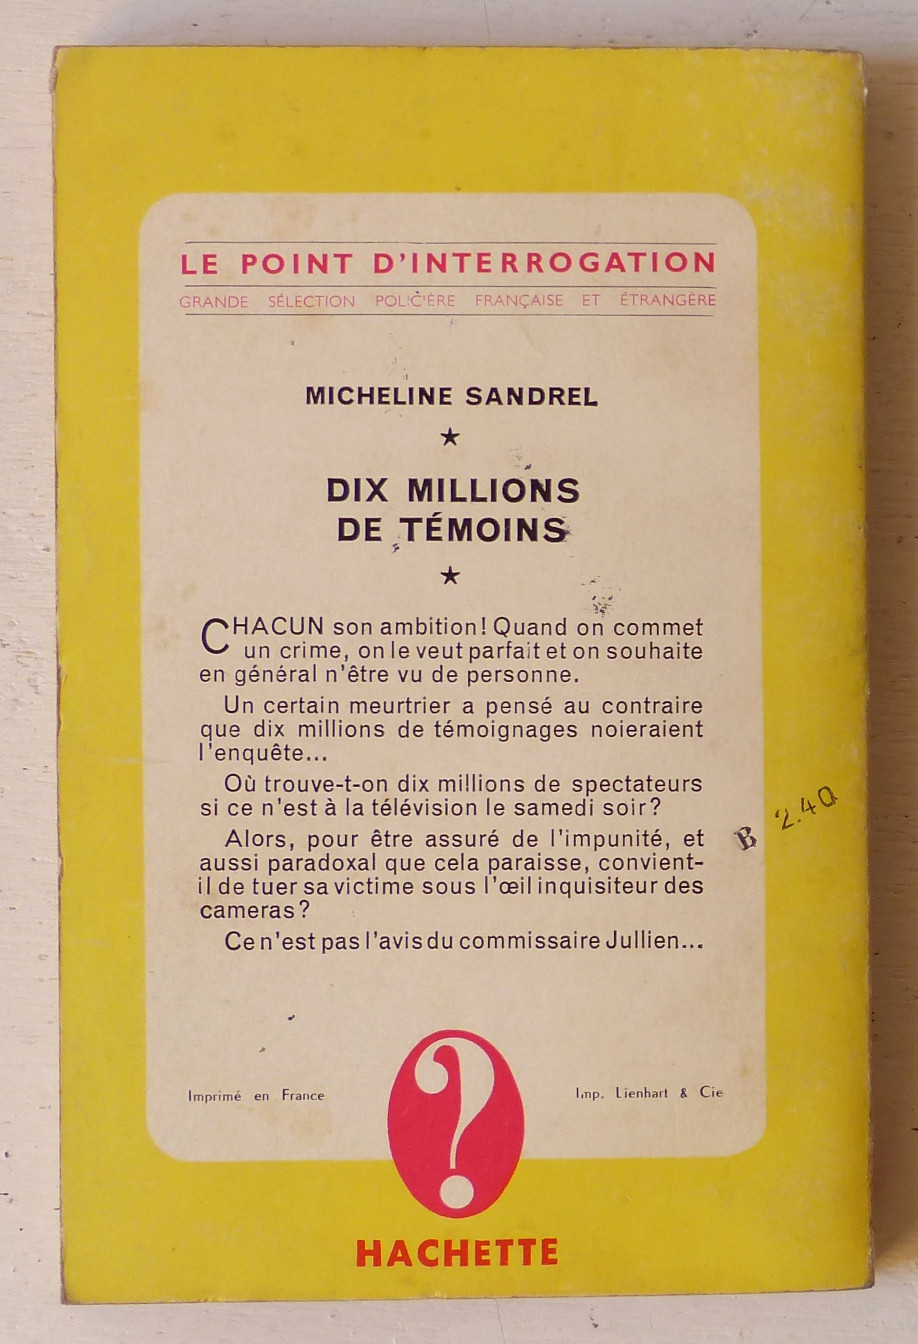 LE POINT D'INTERROGATION
GRANDE SÉLECTION POLICIÈRE FRANÇAISE ET ÉTRANGÈRE
MICHELINE SANDREL
★
DIX MILLIONS
DE TÉMOINS
★
CHACUN son ambition! Quand on commet
un crime, on le veut parfait et on souhaite
en général n'être vu de personne.
Un certain meurtrier a pensé au contraire
que dix millions de témoignages noieraient
l'enquête...
Où trouve-t-on dix millions de spectateurs
si ce n'est à la télévision le samedi soir?
Alors, pour être assuré de l'impunité, et
aussi paradoxal que cela paraisse, convient-
il de tuer sa victime sous l'œil inquisiteur des
cameras?
Ce n'est pas l'avis du commissaire Jullien...
B 2.40
Imprimé en France
Imp. Lienhart & Cie
?
HACHETTE